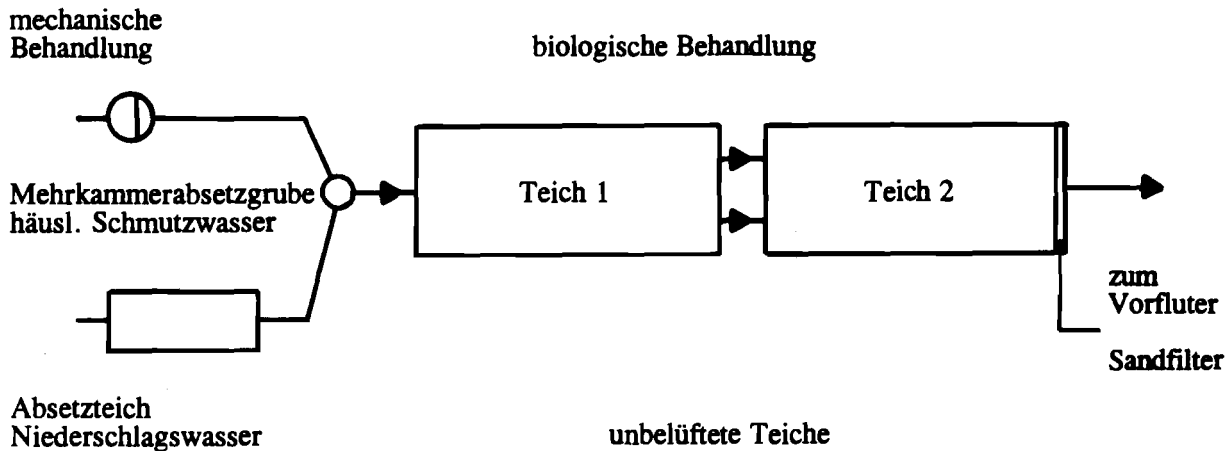 mechanische
Behandlung
biologische Behandlung
Mehrkammerabsetzgrube
häusl. Schmutzwasser
Teich 1
Teich 2
zum
Vorfluter
Sandfilter
Absetzteich
Niederschlagswasser
unbelüftete Teiche